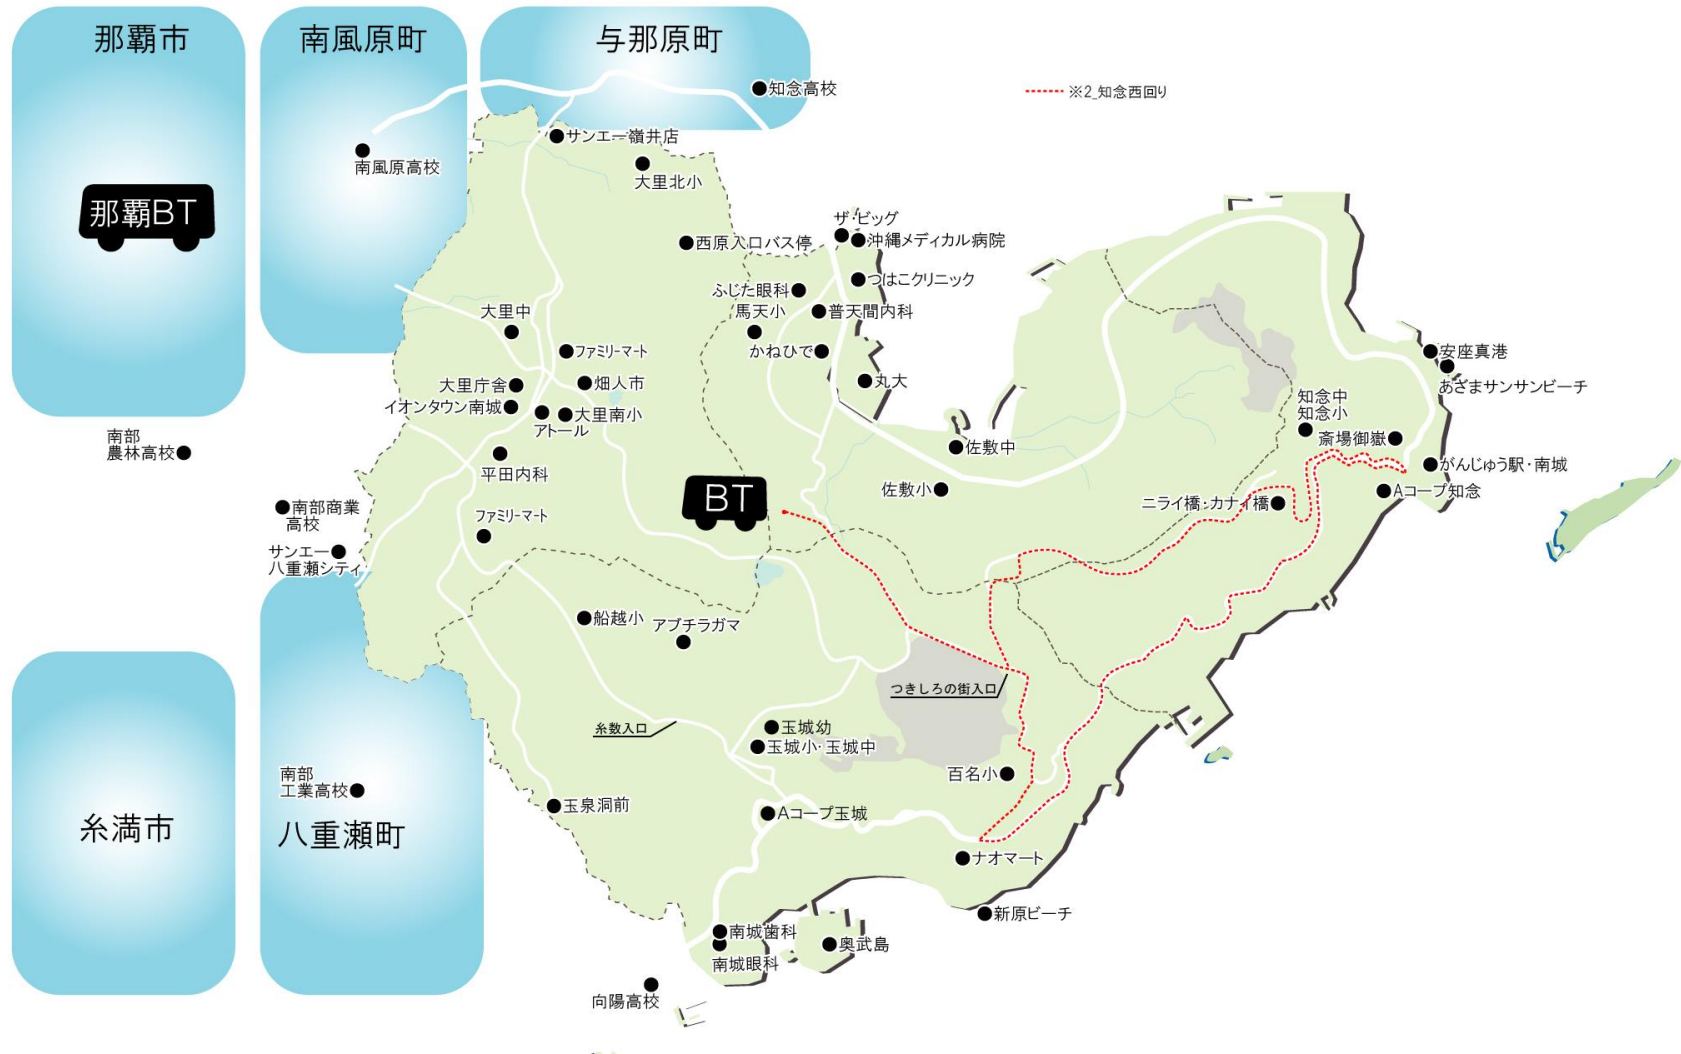 那覇市
南風原町
与那原町
知念高校
※2_知念西回り
サンエー嶺井店
南風原高校
大里北小
那覇BT
ザ・ビッグ
西原入口バス停
沖縄メディカル病院
つはこクリニック
ふじた眼科
馬天小
普天間内科
大里中
かねひで
ファミリーマート
安座真港
大里庁舎
畑人市
丸大
あざまサンサンビーチ
イオンタウン南城
大里南小
アトール
知念中
知念小
斎場御嶽
南部
農林高校
佐敷中
平田内科
がんじゅう駅・南城
佐敷小
Aコープ知念
BT
ニライ橋・カナイ橋
南部商業
高校
ファミリーマート
サンエー
八重瀬シティ
船越小
アブチラガマ
つきしろの街入口
糸数入口
玉城幼
玉城小・玉城中
百名小
南部
工業高校
玉泉洞前
Aコープ玉城
糸満市
八重瀬町
ナオマート
新原ビーチ
南城歯科
奥武島
南城眼科
向陽高校